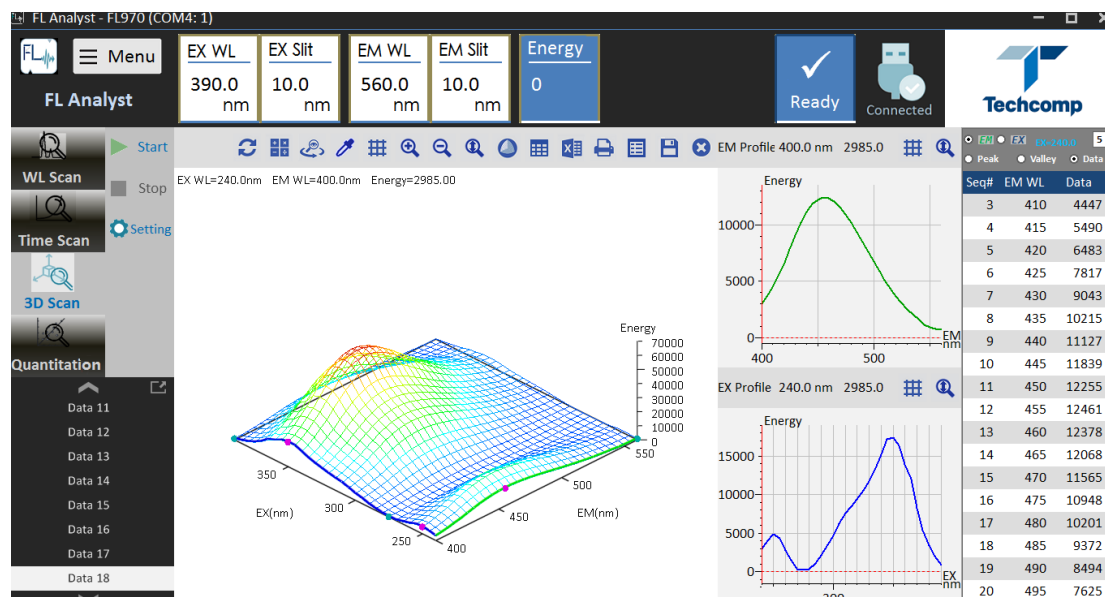 FL Analyst - FL970 (COM4: 1)
FL
Menu
FL Analyst
EX WL
390.0
nm
EX Slit
10.0
nm
EM WL
560.0
nm
EM Slit
10.0
nm
Energy
0
Ready
Connected
Techcomp
WL Scan
Time Scan
3D Scan
Quantitation
Start
Stop
Setting
Data 11
Data 12
Data 13
Data 14
Data 15
Data 16
Data 17
Data 18
EX WL=240.0nm EM WL=400.0nm Energy=2985.00
Energy
70000
60000
50000
40000
30000
20000
10000
0
550
500
450
400
EM(nm)
350
300
250
EX(nm)
EM Profile 400.0 nm 2985.0
Energy
10000
5000
0
400
500
EM
nm
EX Profile 240.0 nm 2985.0
Energy
15000
10000
5000
0
300
EX
nm
EM EX EX=240.0 5
Peak Valley Data
Seq# EM WL Data
3 410 4447
4 415 5490
5 420 6483
6 425 7817
7 430 9043
8 435 10215
9 440 11127
10 445 11839
11 450 12255
12 455 12461
13 460 12378
14 465 12068
15 470 11565
16 475 10948
17 480 10201
18 485 9372
19 490 8494
20 495 7625